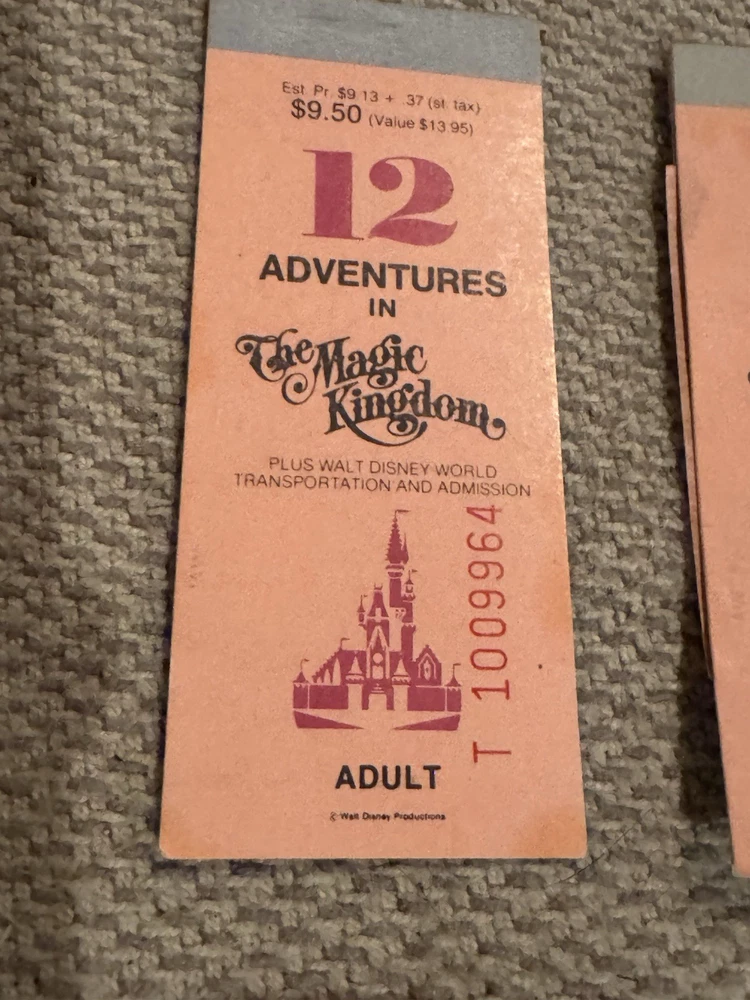 Est. Pr. $9.13 + .37 (st. tax)
$9.50 (Value $13.95)
12
ADVENTURES
IN
The Magic
Kingdom
PLUS WALT DISNEY WORLD
TRANSPORTATION AND ADMISSION
T 1009964
ADULT
© Walt Disney Productions